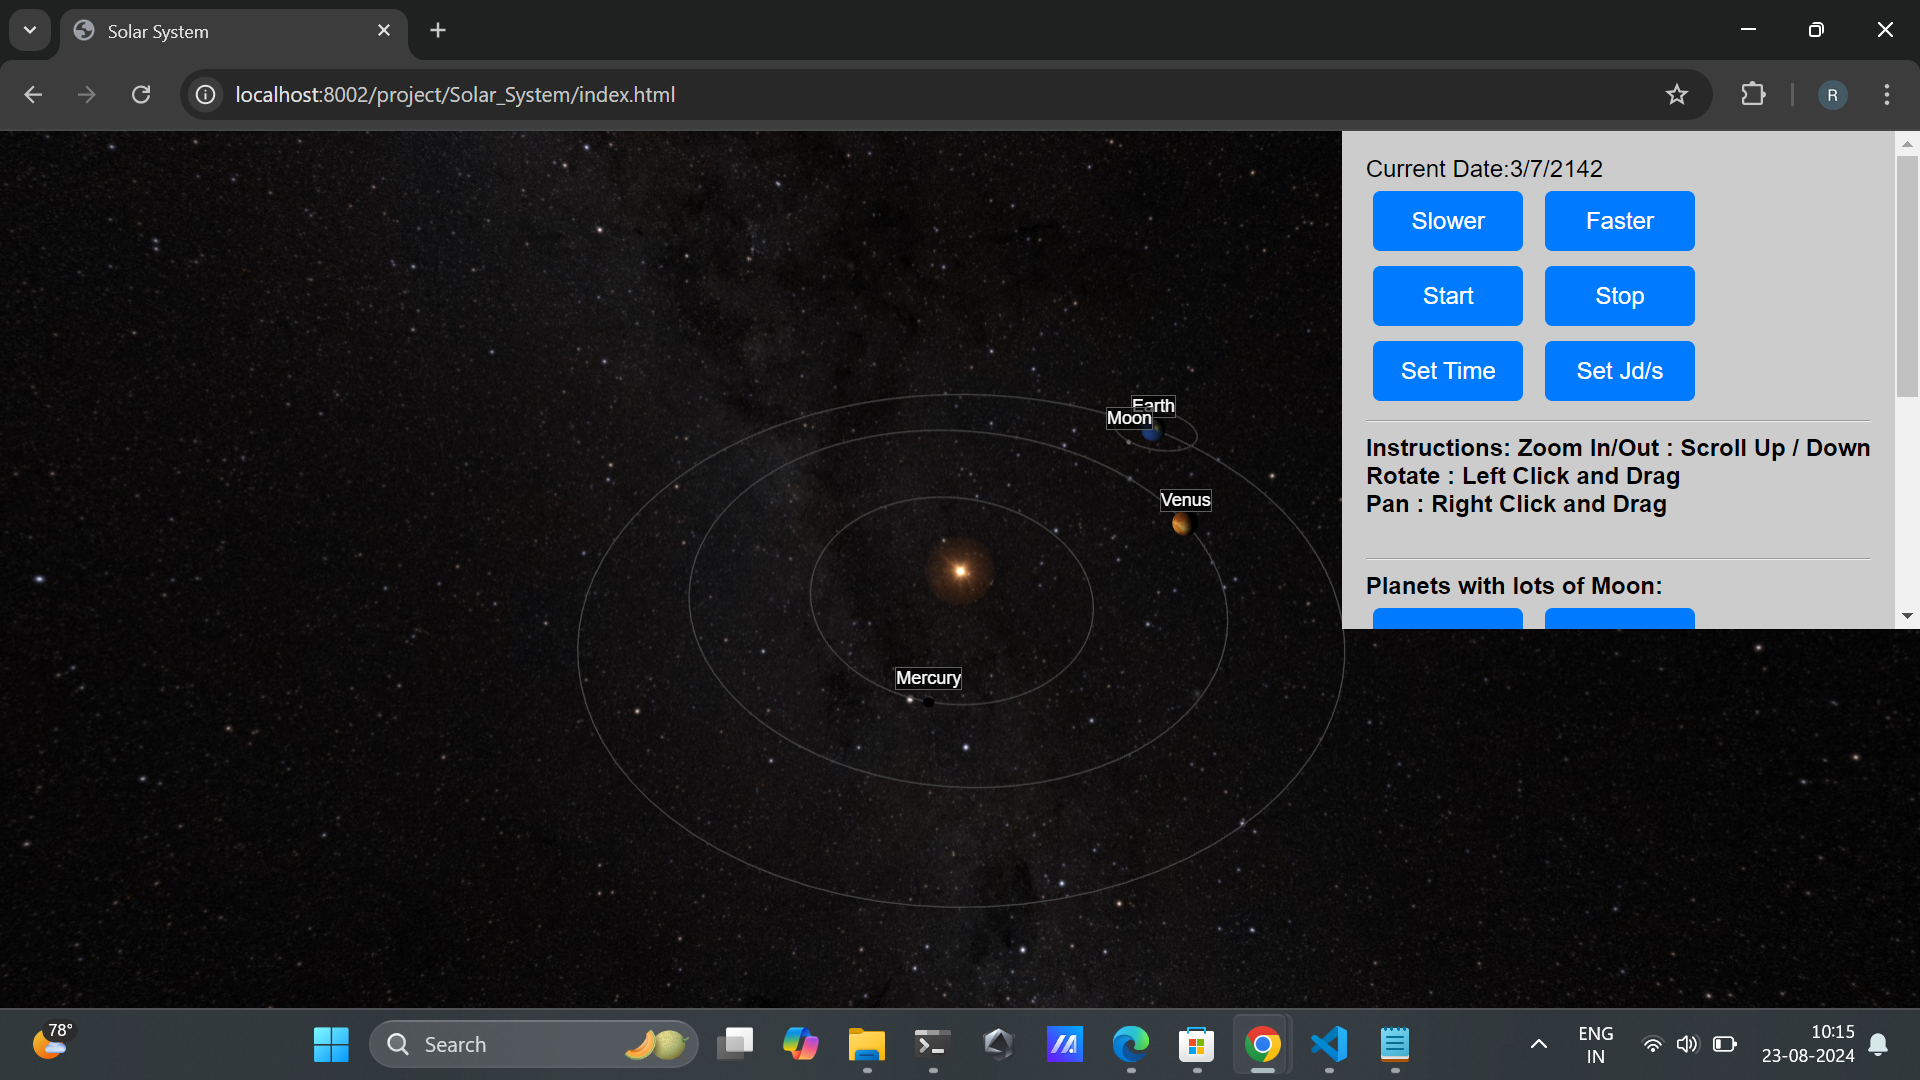 Solar System
localhost:8002/project/Solar_System/index.html
R
Current Date:3/7/2142
Slower Faster
Start Stop
Set Time Set Jd/s
Instructions: Zoom In/Out : Scroll Up / Down
Rotate : Left Click and Drag
Pan : Right Click and Drag
Planets with lots of Moon:
Earth
Moon
Venus
Mercury
78°
Search
ENG
IN
10:15
23-08-2024